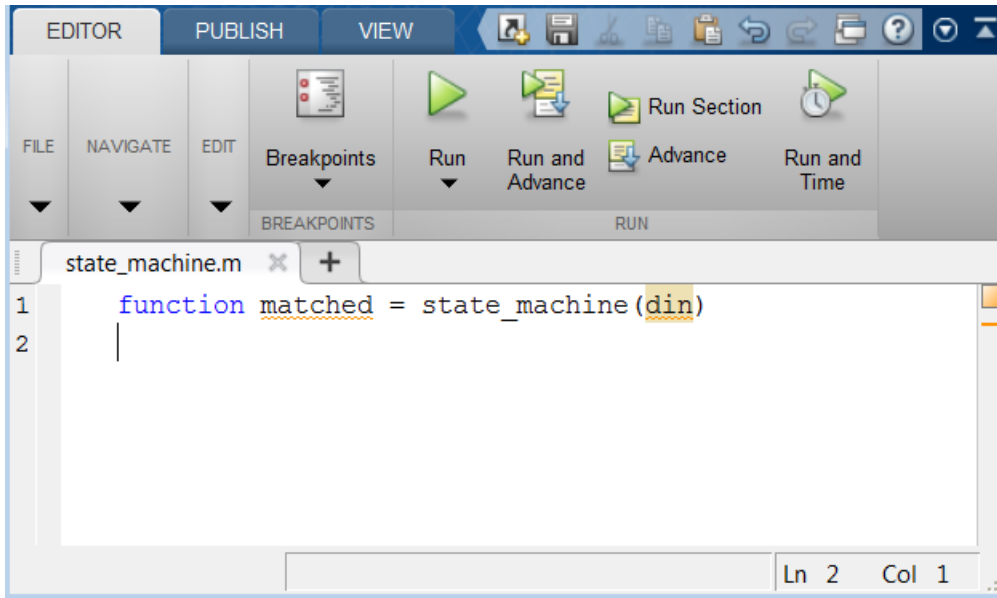 EDITOR PUBLISH VIEW
FILE NAVIGATE EDIT Breakpoints Run Run and Advance Run Section Advance Run and Time
BREAKPOINTS RUN
state_machine.m
1 function matched = state_machine(din)
2
Ln 2 Col 1